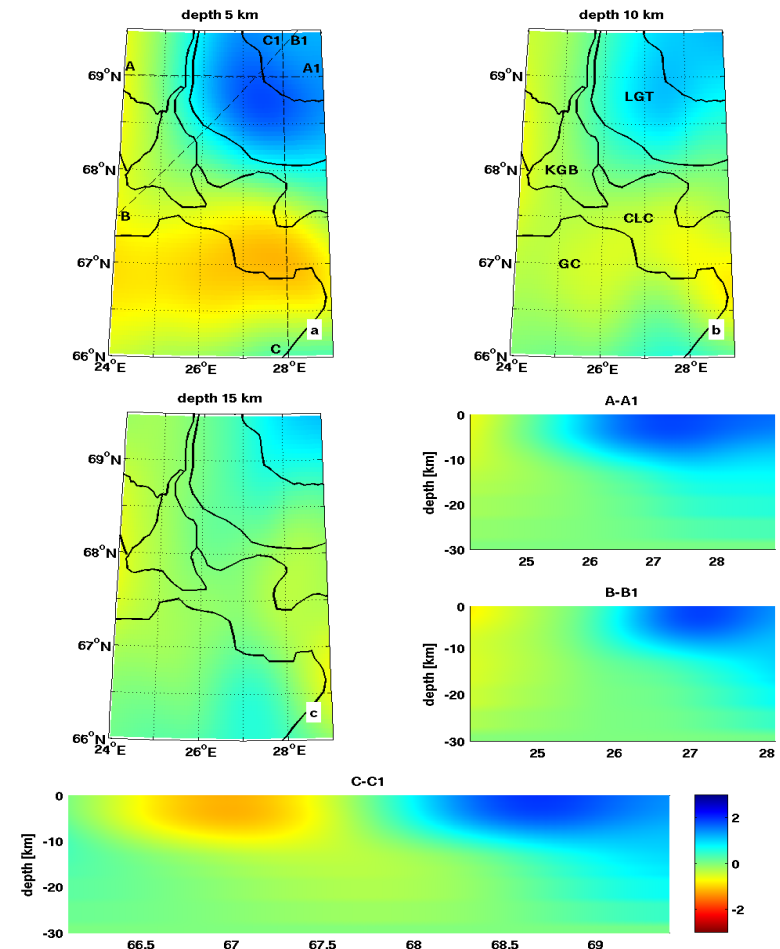 depth 5 km
C1 B1
A
A1
69°N
68°N
B
67°N
66°N
C
a
24°E
26°E
28°E
depth 10 km
69°N
LGT
68°N
KGB
CLC
67°N
GC
66°N
b
24°E
26°E
28°E
depth 15 km
69°N
68°N
67°N
66°N
c
24°E
26°E
28°E
A-A1
0
-10
-20
-30
depth [km]
25 26 27 28
B-B1
0
-10
-20
-30
depth [km]
25 26 27 28
C-C1
0
-10
-20
-30
depth [km]
66.5 67 67.5 68 68.5 69
2
0
-2